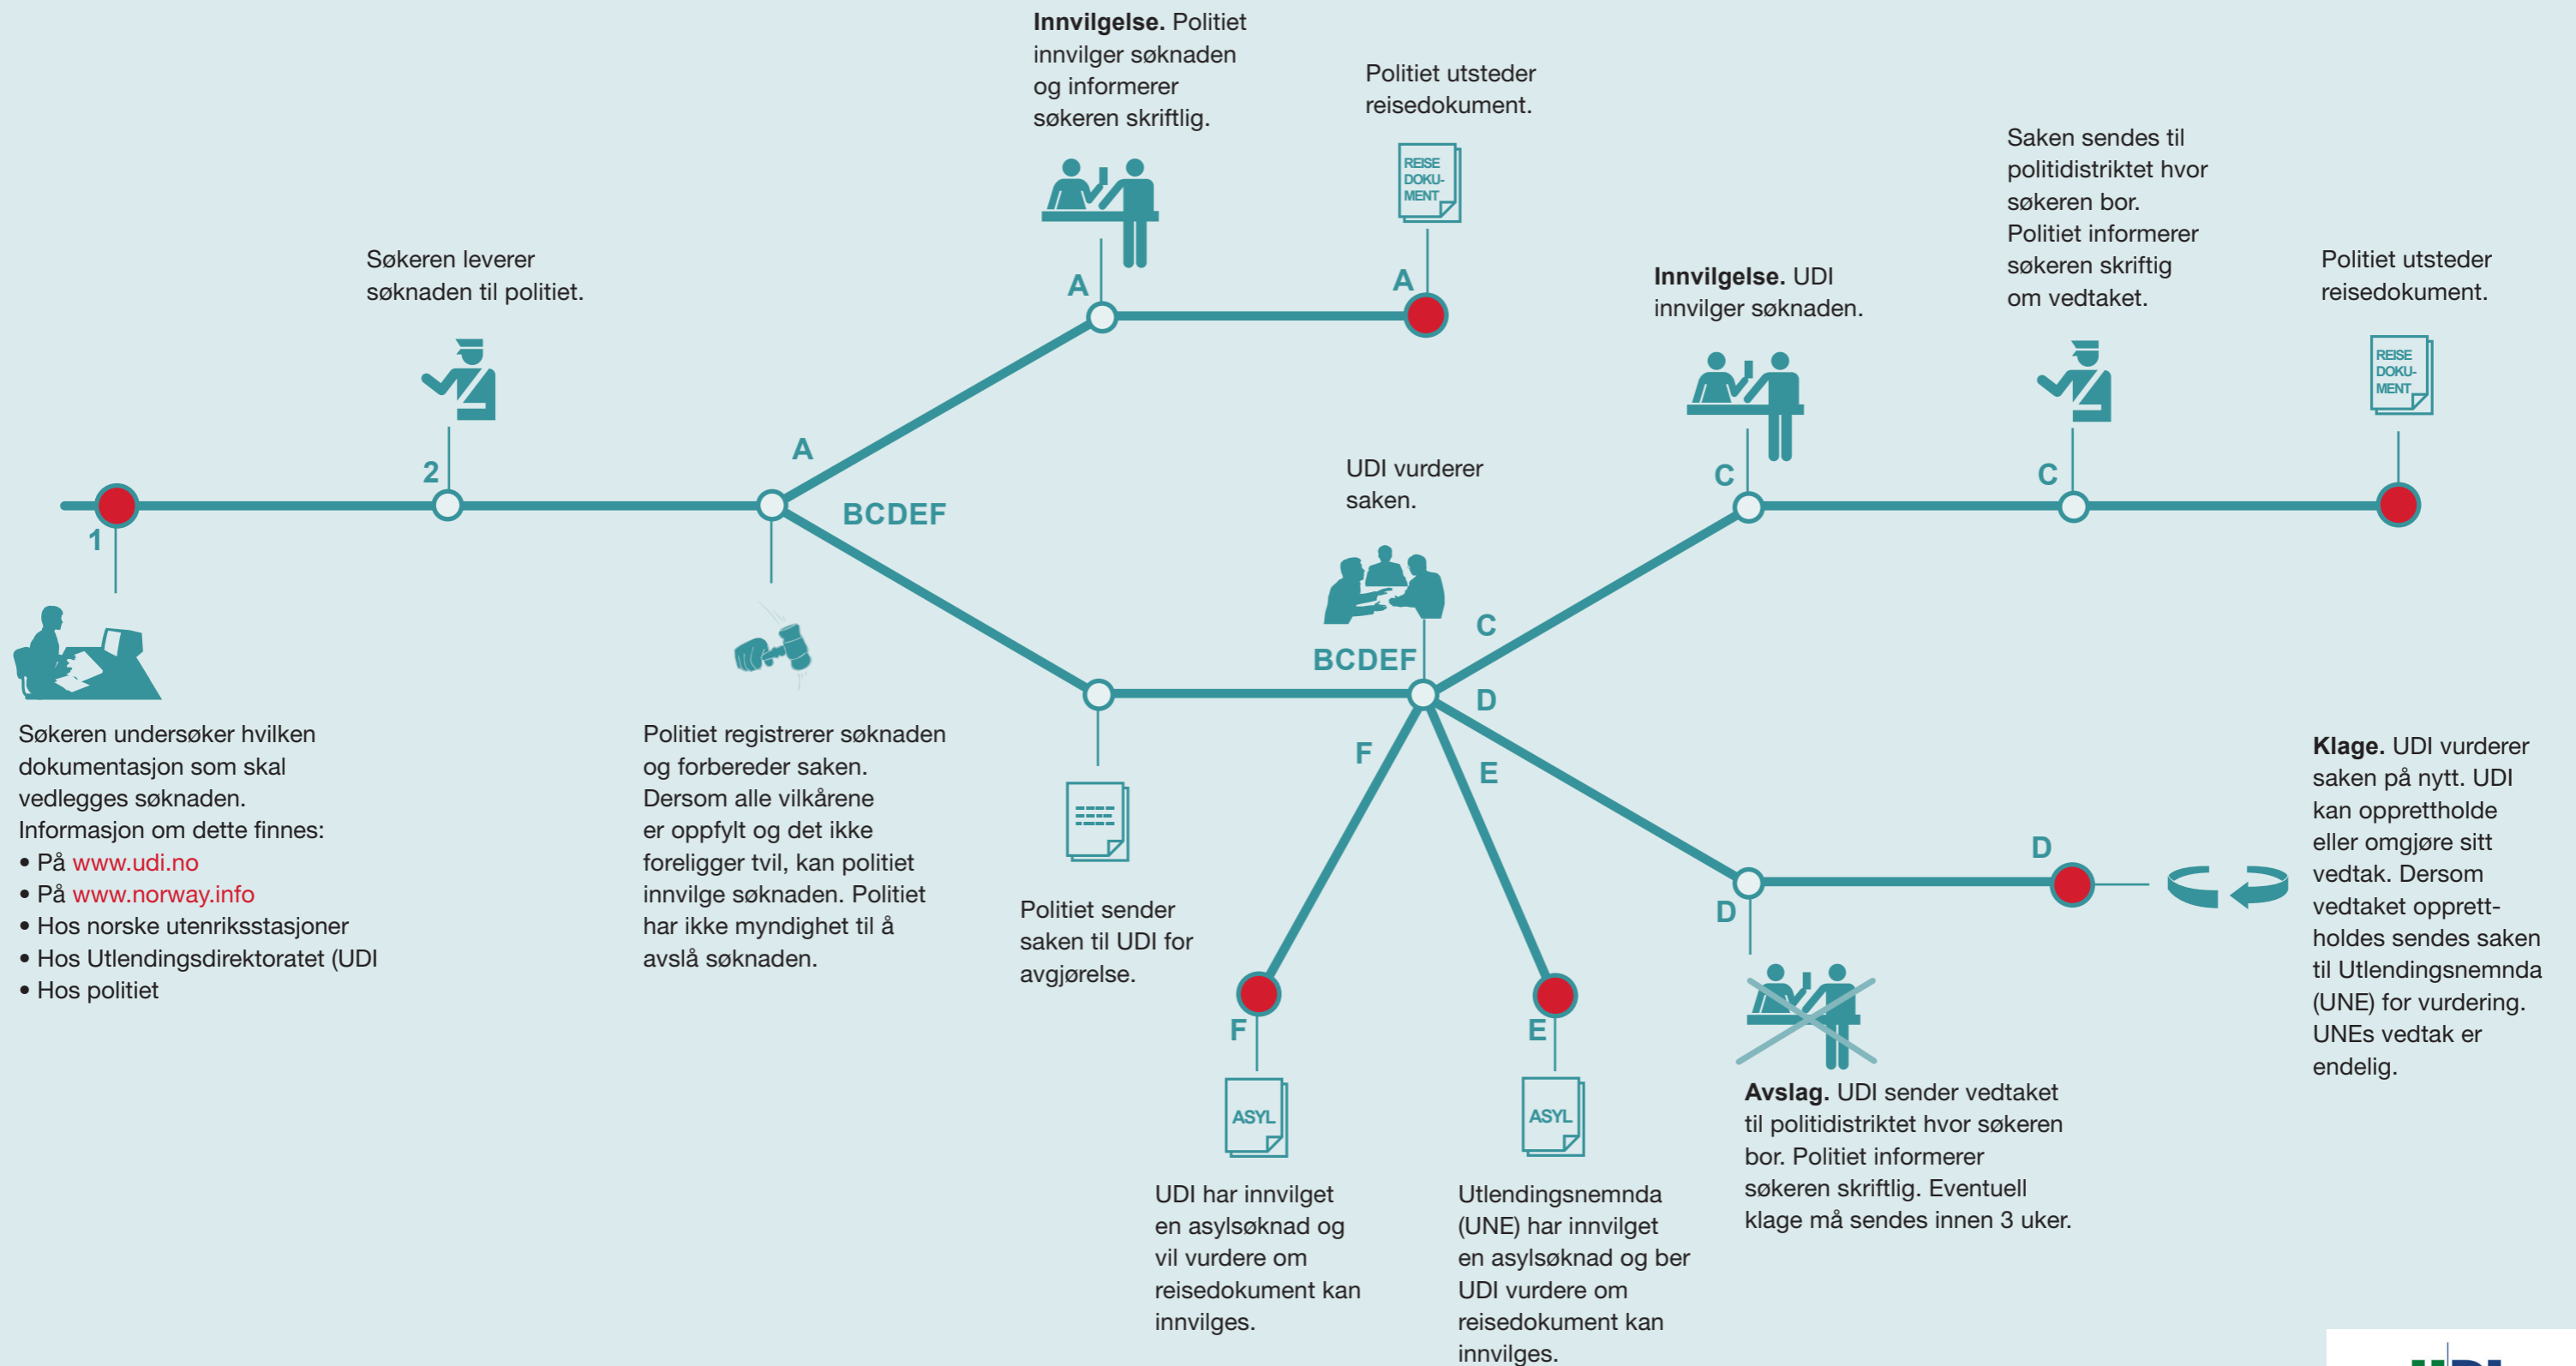 Innvilgelse. Politiet
innvilger søknaden
og informerer
søkeren skriftlig.
Politiet utsteder
reisedokument.
REISE
DOKU-
MENT
A
A
Søkeren leverer
søknaden til politiet.
2
1
Søkeren undersøker hvilken
dokumentasjon som skal
vedlegges søknaden.
Informasjon om dette finnes:
• På www.udi.no
• På www.norway.info
• Hos norske utenriksstasjoner
• Hos Utlendingsdirektoratet (UDI
• Hos politiet
A
BCDEF
Politiet registrerer søknaden
og forbereder saken.
Dersom alle vilkårene
er oppfylt og det ikke
foreligger tvil, kan politiet
innvilge søknaden. Politiet
har ikke myndighet til å
avslå søknaden.
Politiet sender
saken til UDI for
avgjørelse.
UDI vurderer
saken.
BCDEF
C
D
E
F
Innvilgelse. UDI
innvilger søknaden.
C
Saken sendes til
politidistriktet hvor
søkeren bor.
Politiet informerer
søkeren skriftig
om vedtaket.
C
Politiet utsteder
reisedokument.
REISE
DOKU-
MENT
F
ASYL
UDI har innvilget
en asylsøknad og
vil vurdere om
reisedokument kan
innvilges.
E
ASYL
Utlendingsnemnda
(UNE) har innvilget
en asylsøknad og ber
UDI vurdere om
reisedokument kan
innvilges.
D
Avslag. UDI sender vedtaket
til politidistriktet hvor søkeren
bor. Politiet informerer
søkeren skriftlig. Eventuell
klage må sendes innen 3 uker.
D
Klage. UDI vurderer
saken på nytt. UDI
kan opprettholde
eller omgjøre sitt
vedtak. Dersom
vedtaket opprett-
holdes sendes saken
til Utlendingsnemnda
(UNE) for vurdering.
UNEs vedtak er
endelig.
UDI